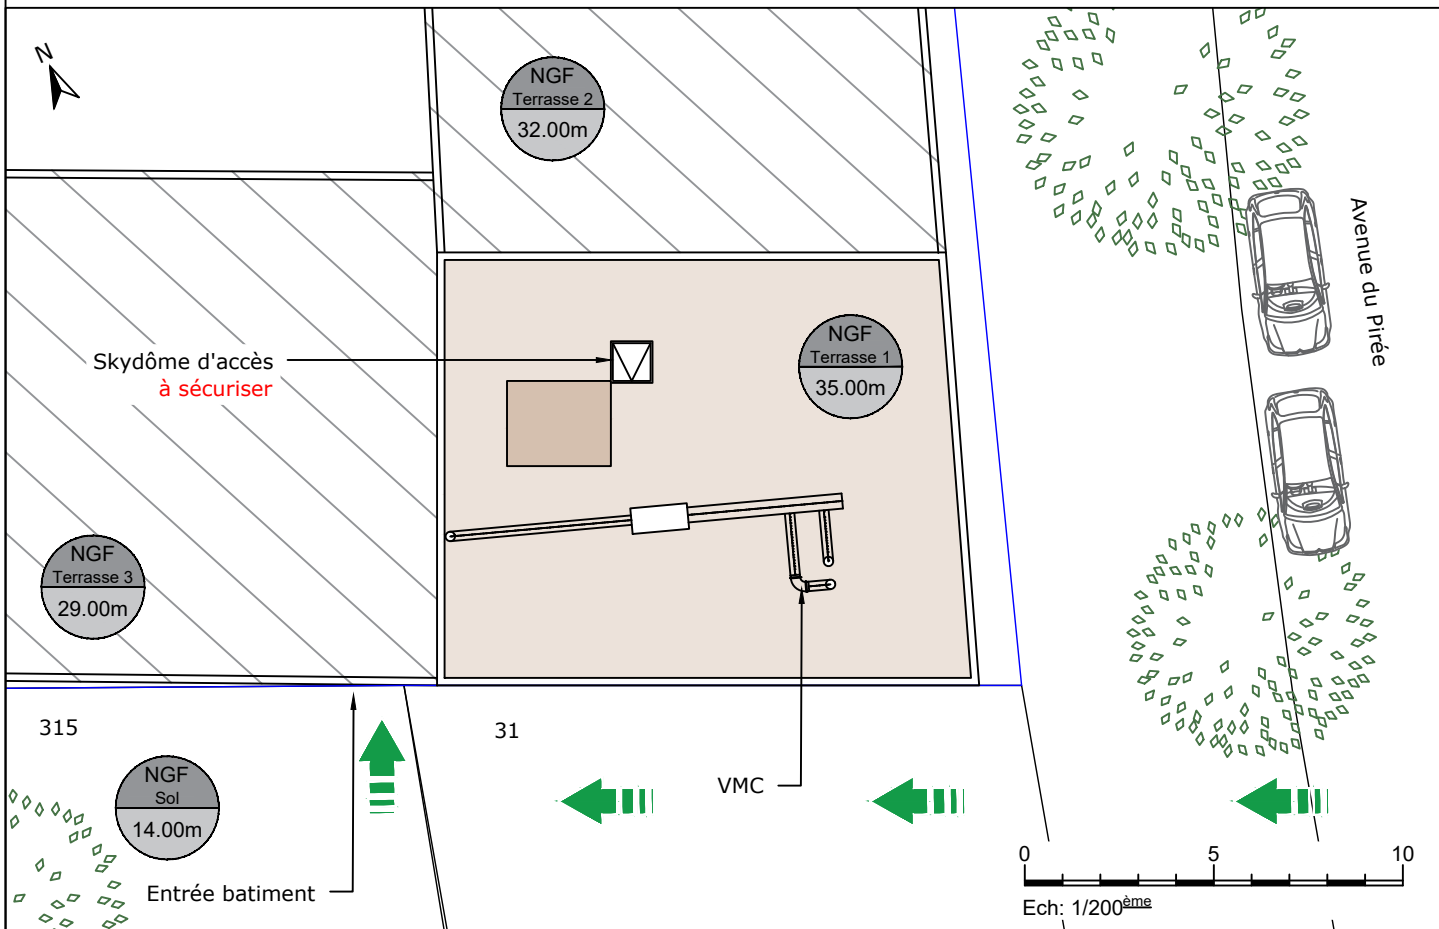 N
NGF
Terrasse 2
32.00m
Avenue du Pirée
NGF
Terrasse 1
35.00m
Skydôme d'accès
à sécuriser
NGF
Terrasse 3
29.00m
315
31
NGF
Sol
14.00m
VMC
Entrée batiment
0 5 10
Ech: 1/200ème